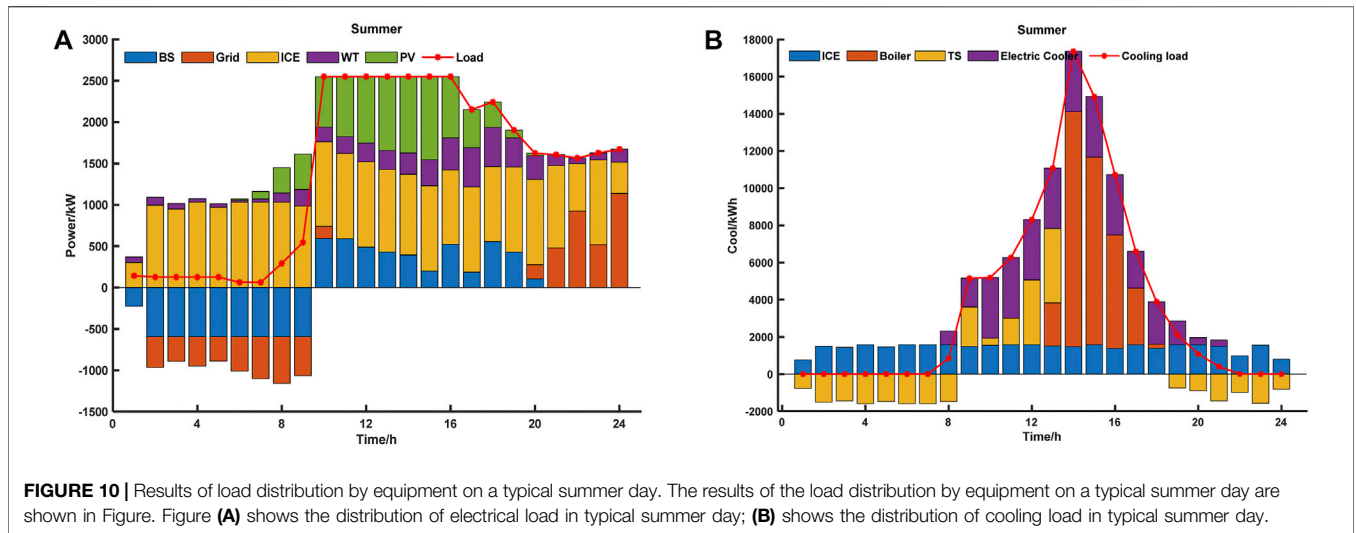 A
Summer
BS Grid ICE WT PV Load
3000
2500
2000
1500
1000
500
0
-500
-1000
-1500
Power/kW
0 4 8 12 16 20 24
Time/h
B
Summer
ICE Boiler TS Electric Cooler Cooling load
18000
16000
14000
12000
10000
8000
6000
4000
2000
0
-2000
Cool/kWh
0 4 8 12 16 20 24
Time/h
FIGURE 10 | Results of load distribution by equipment on a typical summer day. The results of the load distribution by equipment on a typical summer day are
shown in Figure. Figure (A) shows the distribution of electrical load in typical summer day; (B) shows the distribution of cooling load in typical summer day.